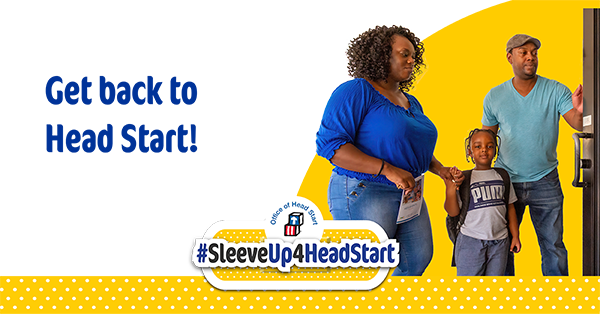 Get back to
Head Start!
Office of Head Start
#SleeveUp4HeadStart
PUMA